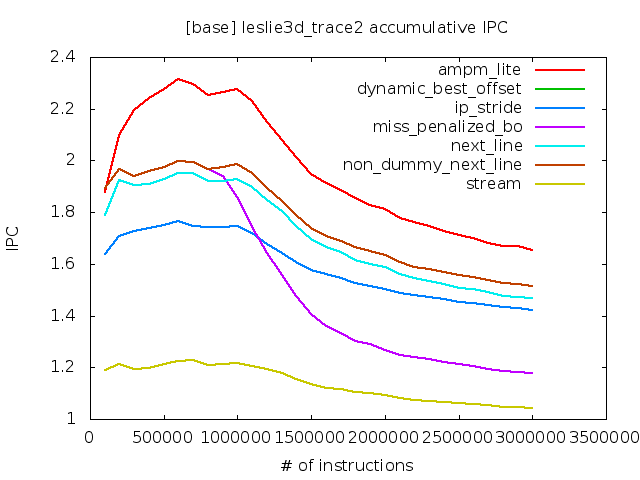 [base] leslie3d_trace2 accumulative IPC
2.4
2.2
2
1.8
1.6
1.4
1.2
1
IPC
ampm_lite
dynamic_best_offset
ip_stride
miss_penalized_bo
next_line
non_dummy_next_line
stream
0 500000 1000000 1500000 2000000 2500000 3000000 3500000
# of instructions